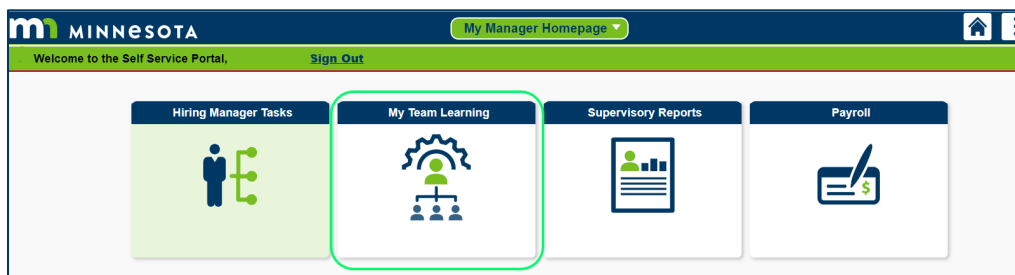 mn MINNESOTA
My Manager Homepage
Welcome to the Self Service Portal, Sign Out
Hiring Manager Tasks
My Team Learning
Supervisory Reports
Payroll
$